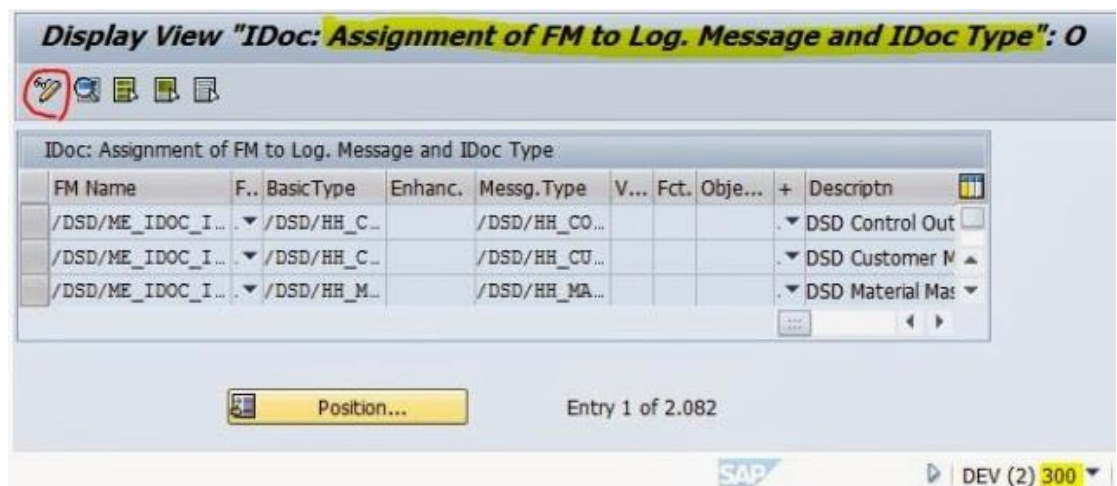 Display View "IDoc: Assignment of FM to Log. Message and IDoc Type": O
IDoc: Assignment of FM to Log. Message and IDoc Type
FM Name F.. BasicType Enhanc. Messg.Type V... Fct. Obje... + Descriptn
/DSD/ME_IDOC_I... . /DSD/HH_C... /DSD/HH_CO... . DSD Control Out
/DSD/ME_IDOC_I... . /DSD/HH_C... /DSD/HH_CU... . DSD Customer M
/DSD/ME_IDOC_I... . /DSD/HH_M... /DSD/HH_MA... . DSD Material Mas
Position... Entry 1 of 2.082
SAP DEV (2) 300